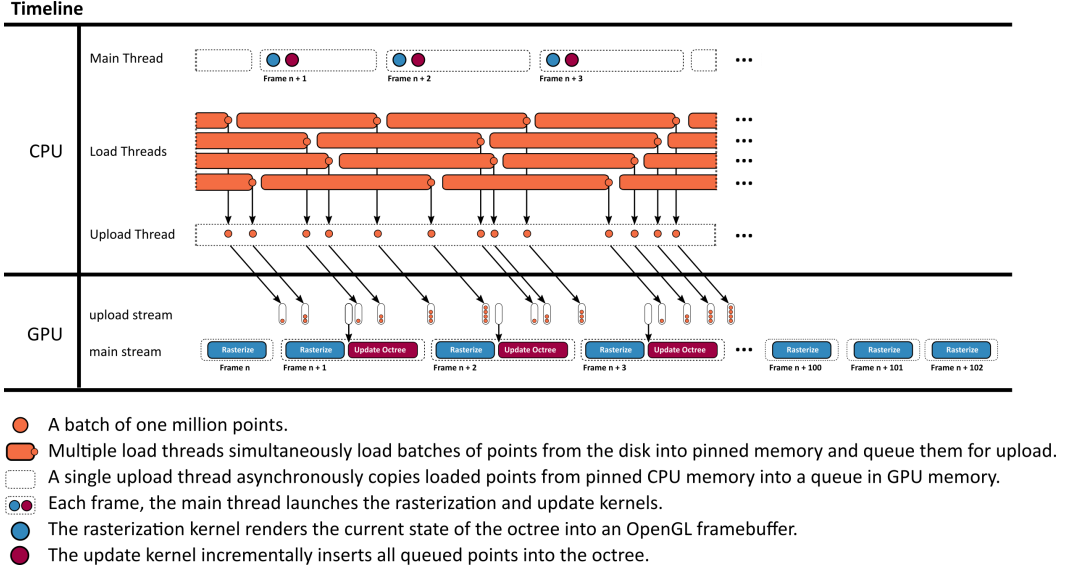 Timeline
CPU
Main Thread
Frame n + 1
Frame n + 2
Frame n + 3
...
Load Threads
...
...
...
...
Upload Thread
...
GPU
upload stream
main stream
Rasterize
Frame n
Rasterize
Update Octree
Frame n + 1
Rasterize
Update Octree
Frame n + 2
Rasterize
Update Octree
Frame n + 3
...
Rasterize
Frame n + 100
Rasterize
Frame n + 101
Rasterize
Frame n + 102
A batch of one million points.
Multiple load threads simultaneously load batches of points from the disk into pinned memory and queue them for upload.
A single upload thread asynchronously copies loaded points from pinned CPU memory into a queue in GPU memory.
Each frame, the main thread launches the rasterization and update kernels.
The rasterization kernel renders the current state of the octree into an OpenGL framebuffer.
The update kernel incrementally inserts all queued points into the octree.